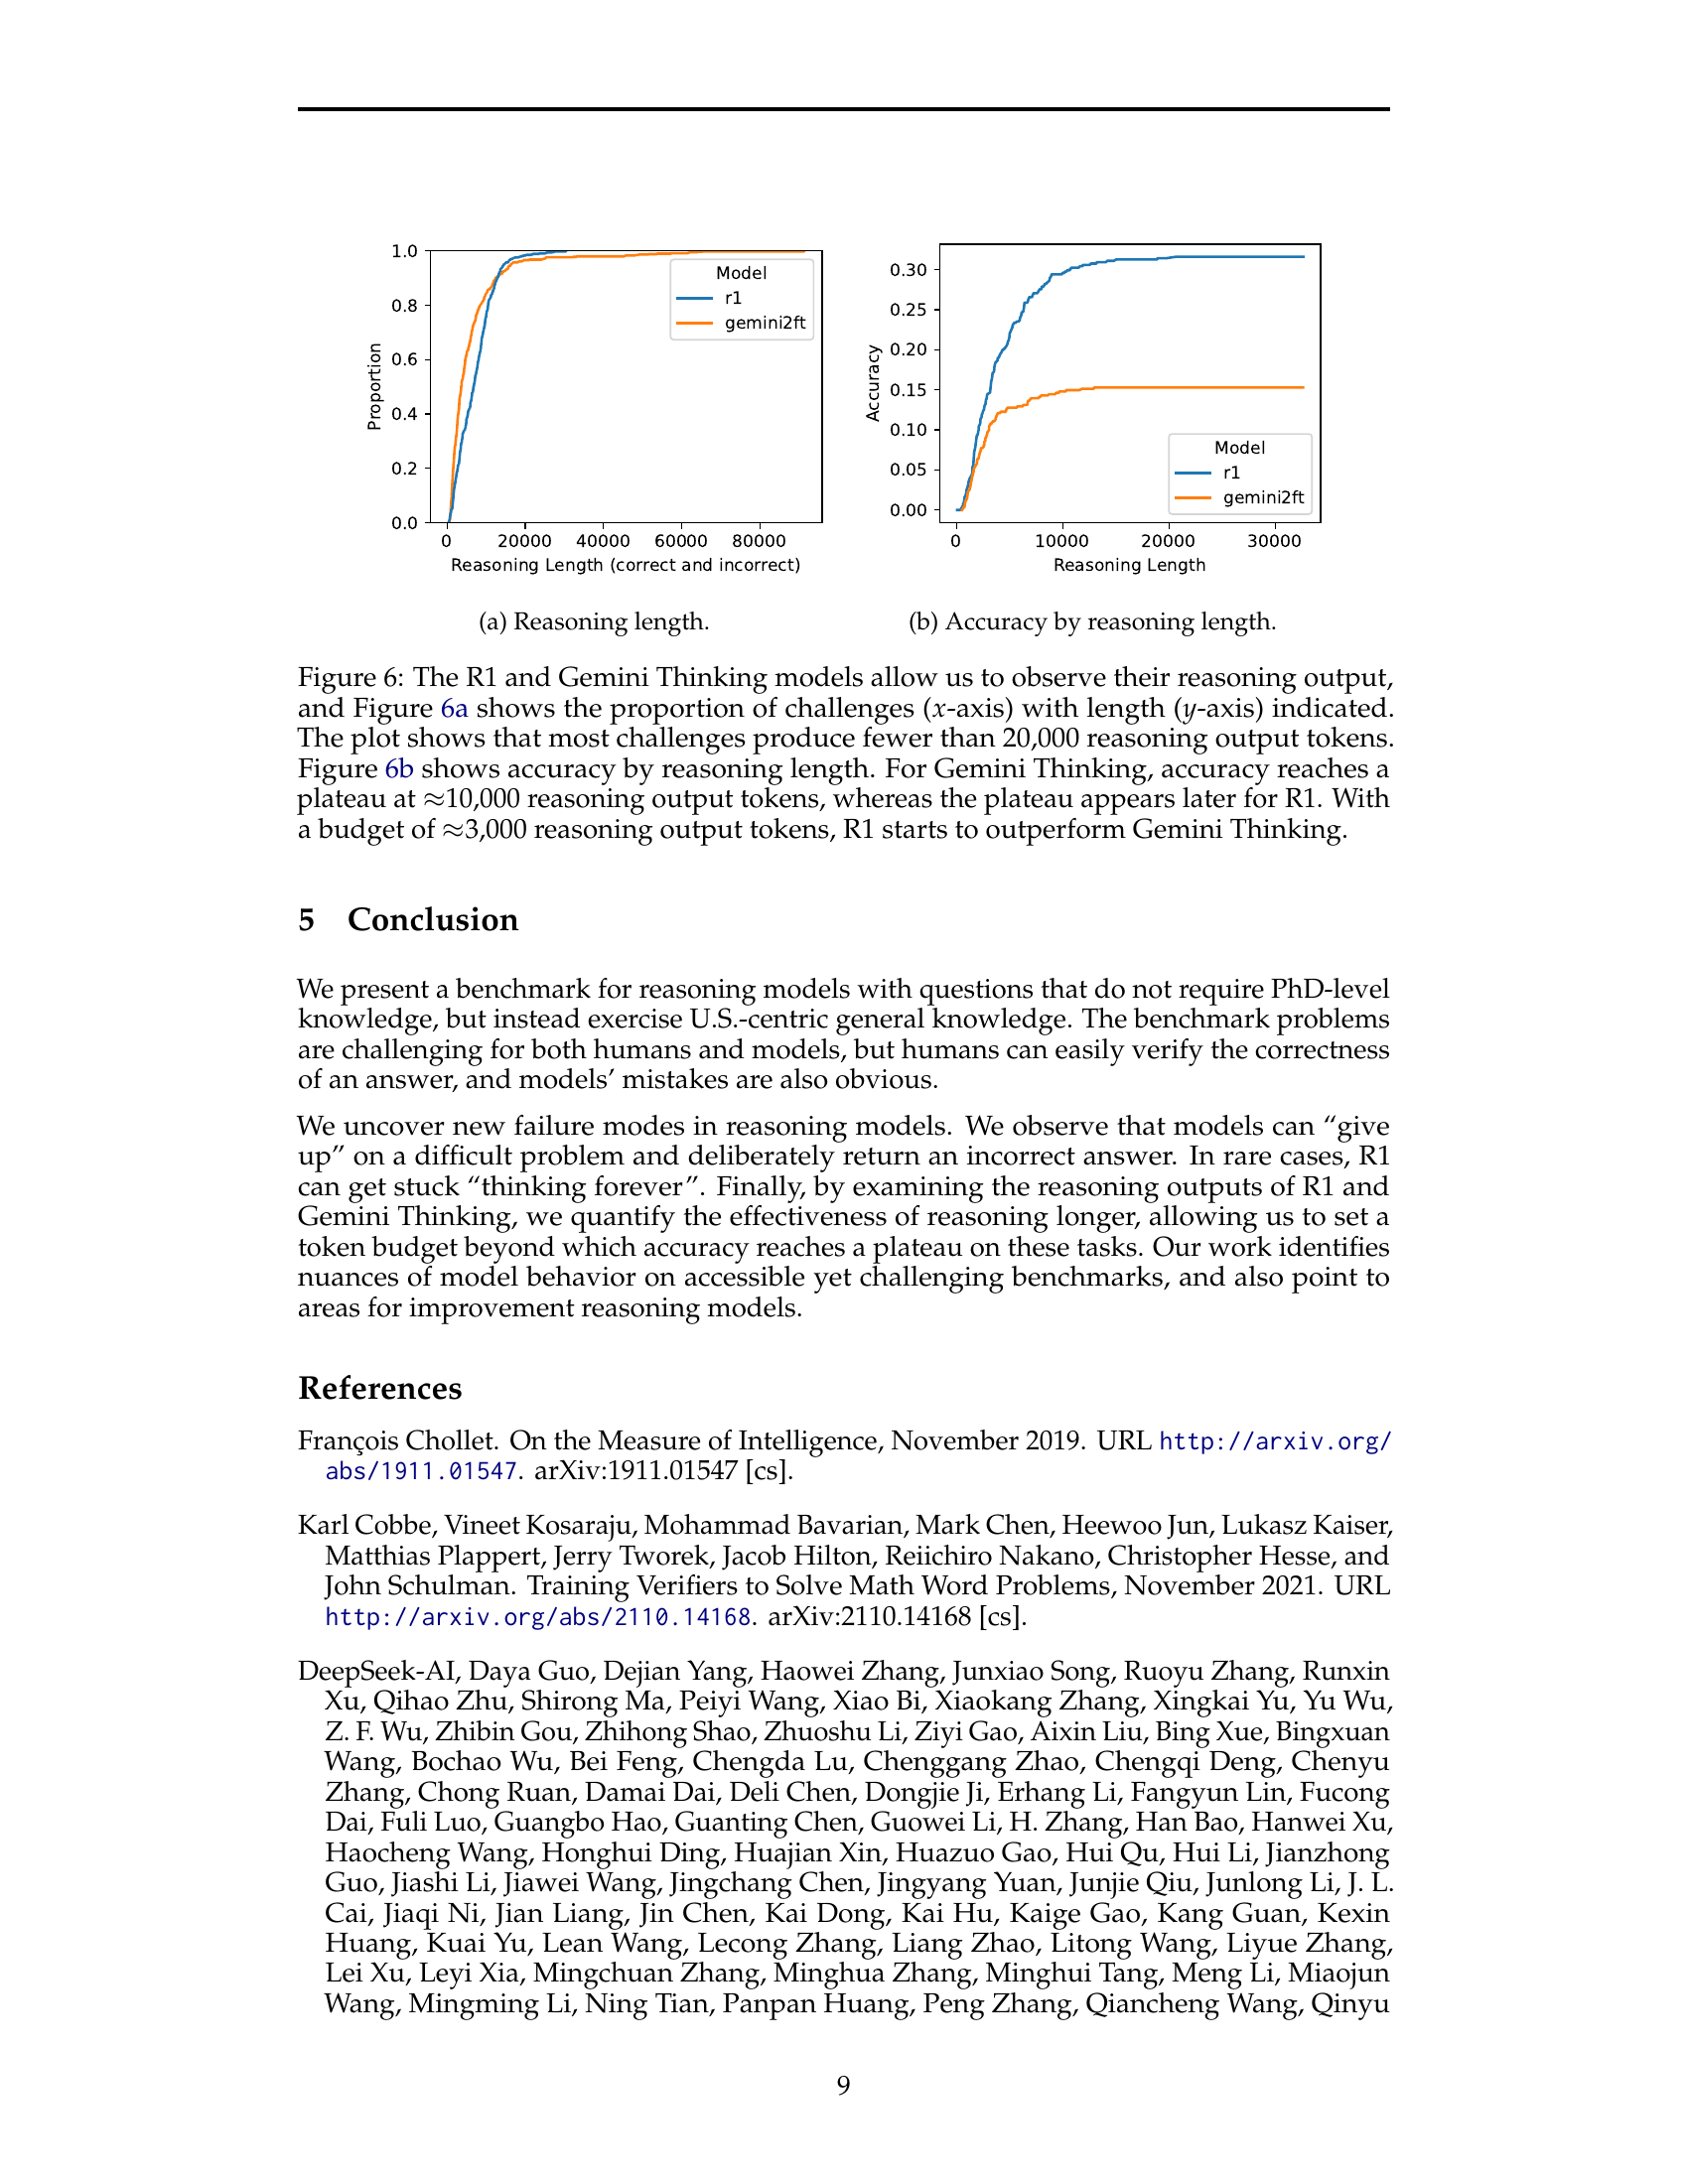 1.0
0.8
0.6
0.4
0.2
0.0
Proportion
0 20000 40000 60000 80000
Reasoning Length (correct and incorrect)
Model
r1
gemini2ft
0.30
0.25
0.20
0.15
0.10
0.05
0.00
Accuracy
0 10000 20000 30000
Reasoning Length
Model
r1
gemini2ft
(a) Reasoning length.
(b) Accuracy by reasoning length.
Figure 6: The R1 and Gemini Thinking models allow us to observe their reasoning output,
and Figure 6a shows the proportion of challenges (x-axis) with length (y-axis) indicated.
The plot shows that most challenges produce fewer than 20,000 reasoning output tokens.
Figure 6b shows accuracy by reasoning length. For Gemini Thinking, accuracy reaches a
plateau at ≈10,000 reasoning output tokens, whereas the plateau appears later for R1. With
a budget of ≈3,000 reasoning output tokens, R1 starts to outperform Gemini Thinking.
5 Conclusion
We present a benchmark for reasoning models with questions that do not require PhD-level
knowledge, but instead exercise U.S.-centric general knowledge. The benchmark problems
are challenging for both humans and models, but humans can easily verify the correctness
of an answer, and models’ mistakes are also obvious.
We uncover new failure modes in reasoning models. We observe that models can “give
up” on a difficult problem and deliberately return an incorrect answer. In rare cases, R1
can get stuck “thinking forever”. Finally, by examining the reasoning outputs of R1 and
Gemini Thinking, we quantify the effectiveness of reasoning longer, allowing us to set a
token budget beyond which accuracy reaches a plateau on these tasks. Our work identifies
nuances of model behavior on accessible yet challenging benchmarks, and also point to
areas for improvement reasoning models.
References
François Chollet. On the Measure of Intelligence, November 2019. URL http://arxiv.org/
abs/1911.01547. arXiv:1911.01547 [cs].
Karl Cobbe, Vineet Kosaraju, Mohammad Bavarian, Mark Chen, Heewoo Jun, Lukasz Kaiser,
Matthias Plappert, Jerry Tworek, Jacob Hilton, Reiichiro Nakano, Christopher Hesse, and
John Schulman. Training Verifiers to Solve Math Word Problems, November 2021. URL
http://arxiv.org/abs/2110.14168. arXiv:2110.14168 [cs].
DeepSeek-AI, Daya Guo, Dejian Yang, Haowei Zhang, Junxiao Song, Ruoyu Zhang, Runxin
Xu, Qihao Zhu, Shirong Ma, Peiyi Wang, Xiao Bi, Xiaokang Zhang, Xingkai Yu, Yu Wu,
Z. F. Wu, Zhibin Gou, Zhihong Shao, Zhuoshu Li, Ziyi Gao, Aixin Liu, Bing Xue, Bingxuan
Wang, Bochao Wu, Bei Feng, Chengda Lu, Chenggang Zhao, Chengqi Deng, Chenyu
Zhang, Chong Ruan, Damai Dai, Deli Chen, Dongjie Ji, Erhang Li, Fangyun Lin, Fucong
Dai, Fuli Luo, Guangbo Hao, Guanting Chen, Guowei Li, H. Zhang, Han Bao, Hanwei Xu,
Haocheng Wang, Honghui Ding, Huajian Xin, Huazuo Gao, Hui Qu, Hui Li, Jianzhong
Guo, Jiashi Li, Jiawei Wang, Jingchang Chen, Jingyang Yuan, Junjie Qiu, Junlong Li, J. L.
Cai, Jiaqi Ni, Jian Liang, Jin Chen, Kai Dong, Kai Hu, Kaige Gao, Kang Guan, Kexin
Huang, Kuai Yu, Lean Wang, Lecong Zhang, Liang Zhao, Litong Wang, Liyue Zhang,
Lei Xu, Leyi Xia, Mingchuan Zhang, Minghua Zhang, Minghui Tang, Meng Li, Miaojun
Wang, Mingming Li, Ning Tian, Panpan Huang, Peng Zhang, Qiancheng Wang, Qinyu
9